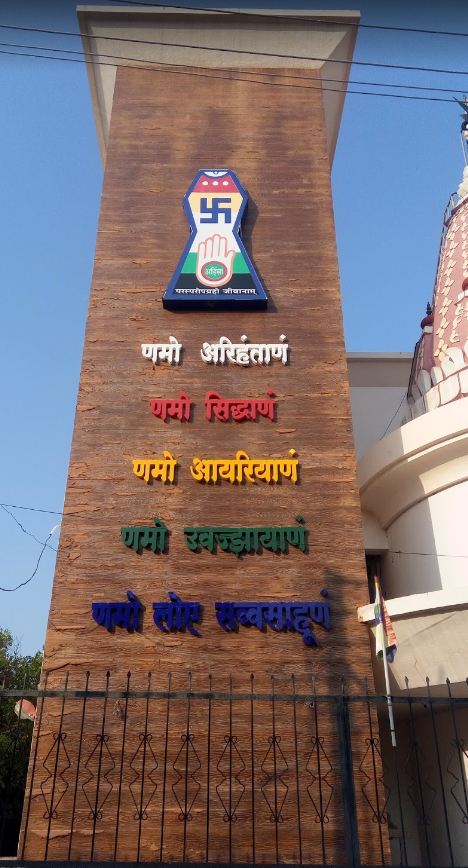 अहिंसा
परस्परोपग्रहो जीवानाम्
णमो अरिहंताणं
णमो सिद्धाणं
णमो आयरियाणं
णमो उवज्झायाणं
णमो लोए सव्वसाहूणं